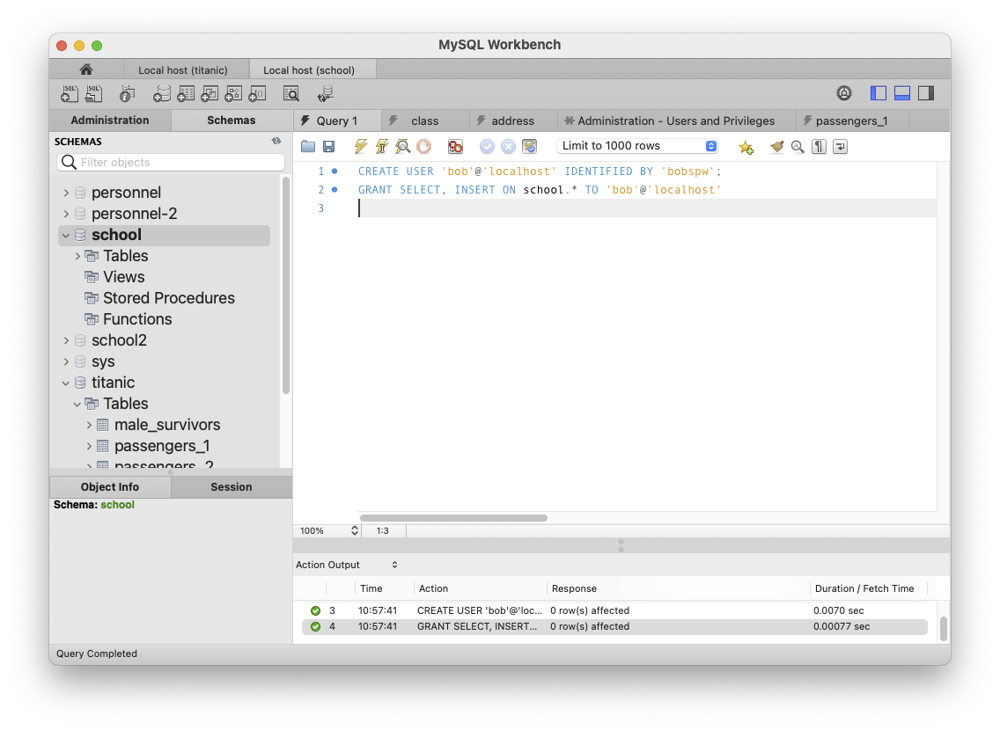 MySQL Workbench
Local host (titanic) Local host (school)
Administration Schemas
Query 1 class address Administration - Users and Privileges passengers_1
SCHEMAS
Filter objects
personnel
personnel-2
school
Tables
Views
Stored Procedures
Functions
school2
sys
titanic
Tables
male_survivors
passengers_1
passengers_2
Object Info Session
Schema: school
Limit to 1000 rows
1 CREATE USER 'bob'@'localhost' IDENTIFIED BY 'bobspw';
2 GRANT SELECT, INSERT ON school.* TO 'bob'@'localhost'
3
100% 1:3
Action Output
Time Action Response Duration / Fetch Time
3 10:57:41 CREATE USER 'bob'@'loc... 0 row(s) affected 0.0070 sec
4 10:57:41 GRANT SELECT, INSERT... 0 row(s) affected 0.00077 sec
Query Completed